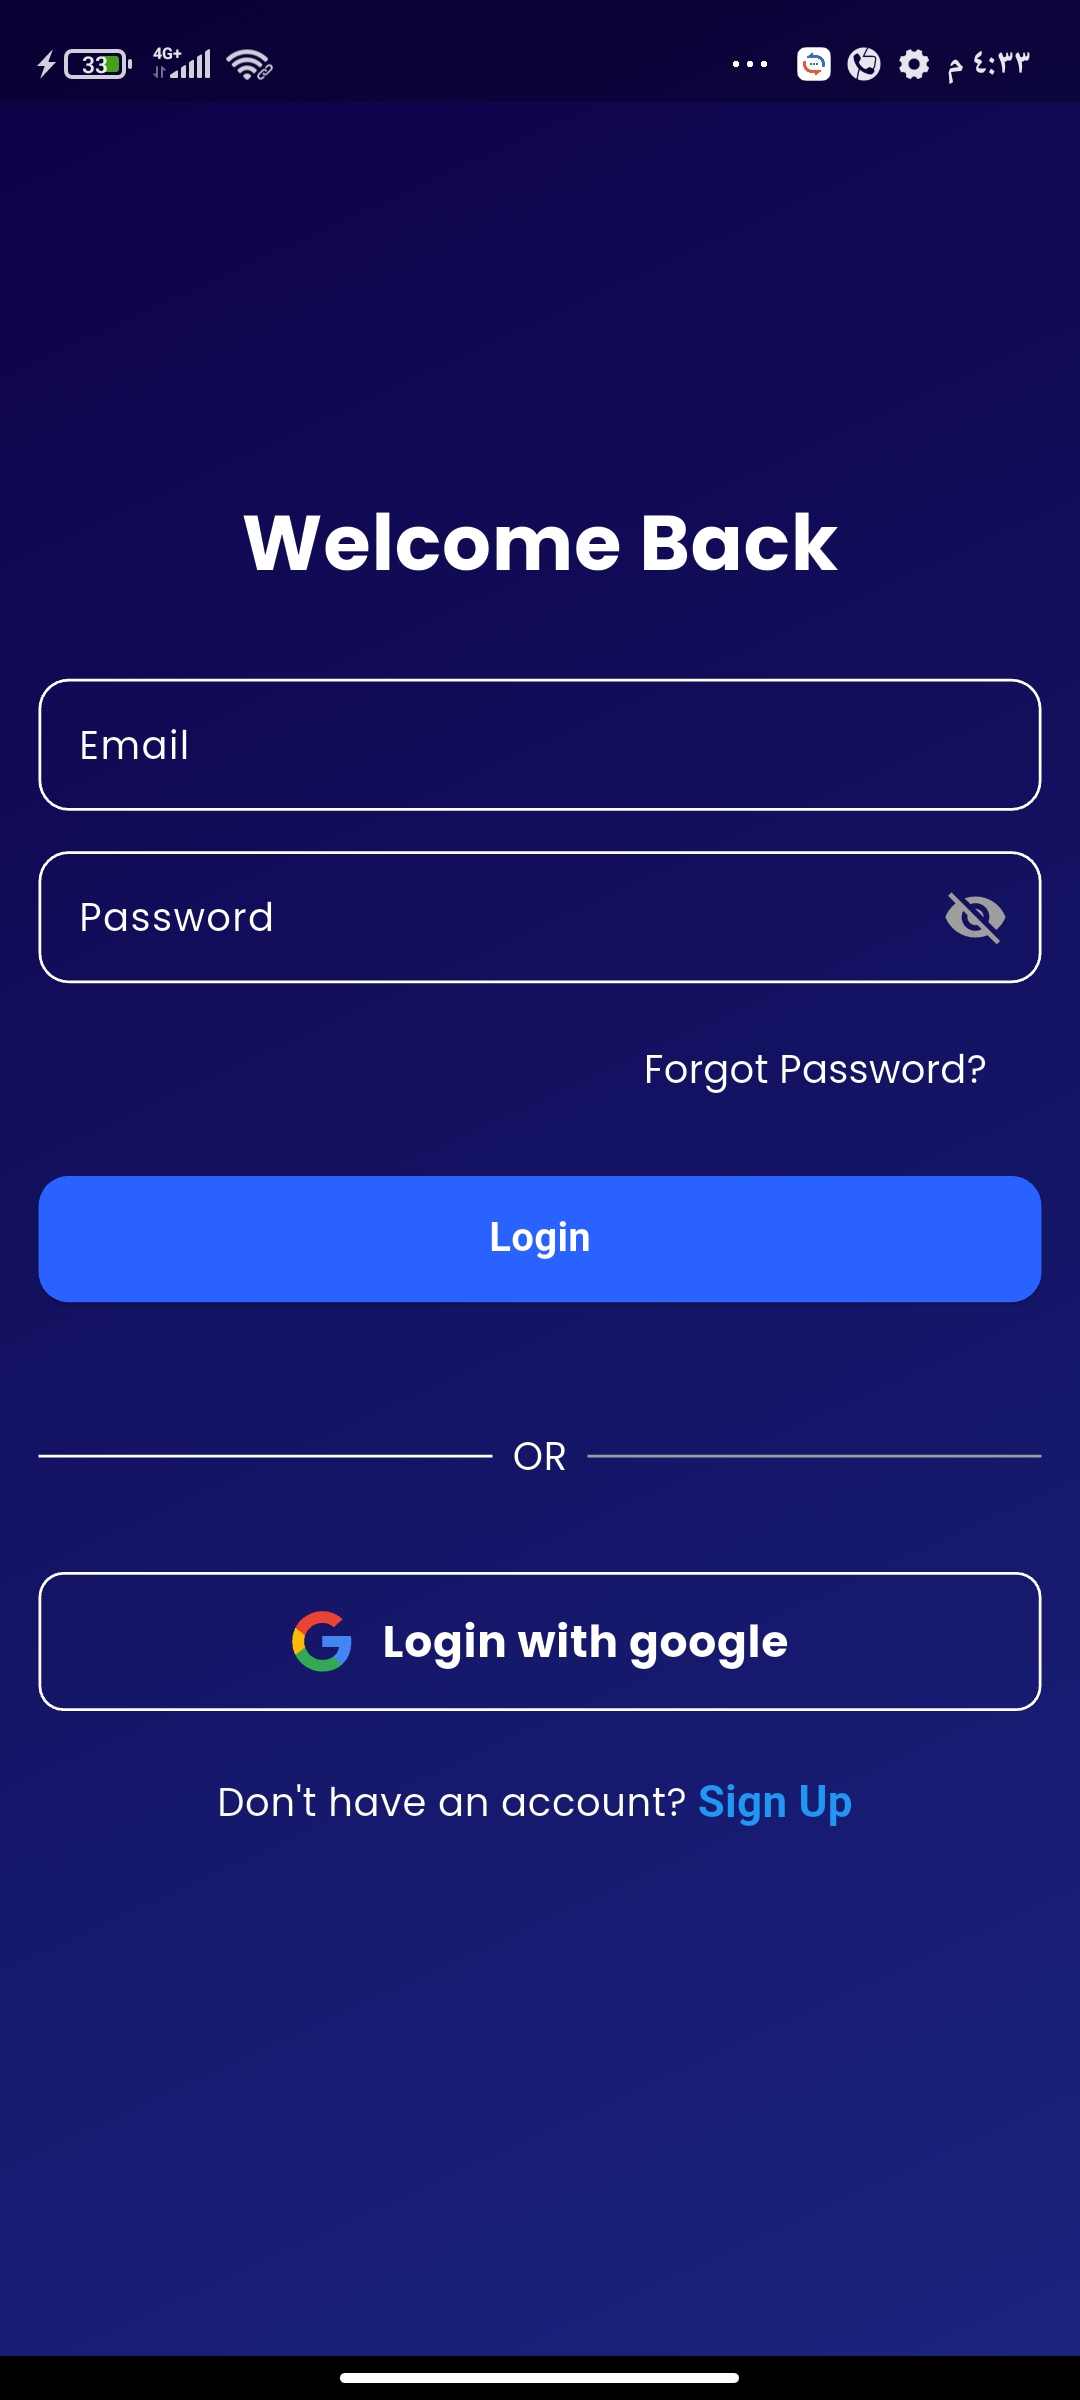 33 4G+ ٤:٣٣ م
Welcome Back
Email
Password
Forgot Password?
Login
OR
Login with google
Don't have an account? Sign Up